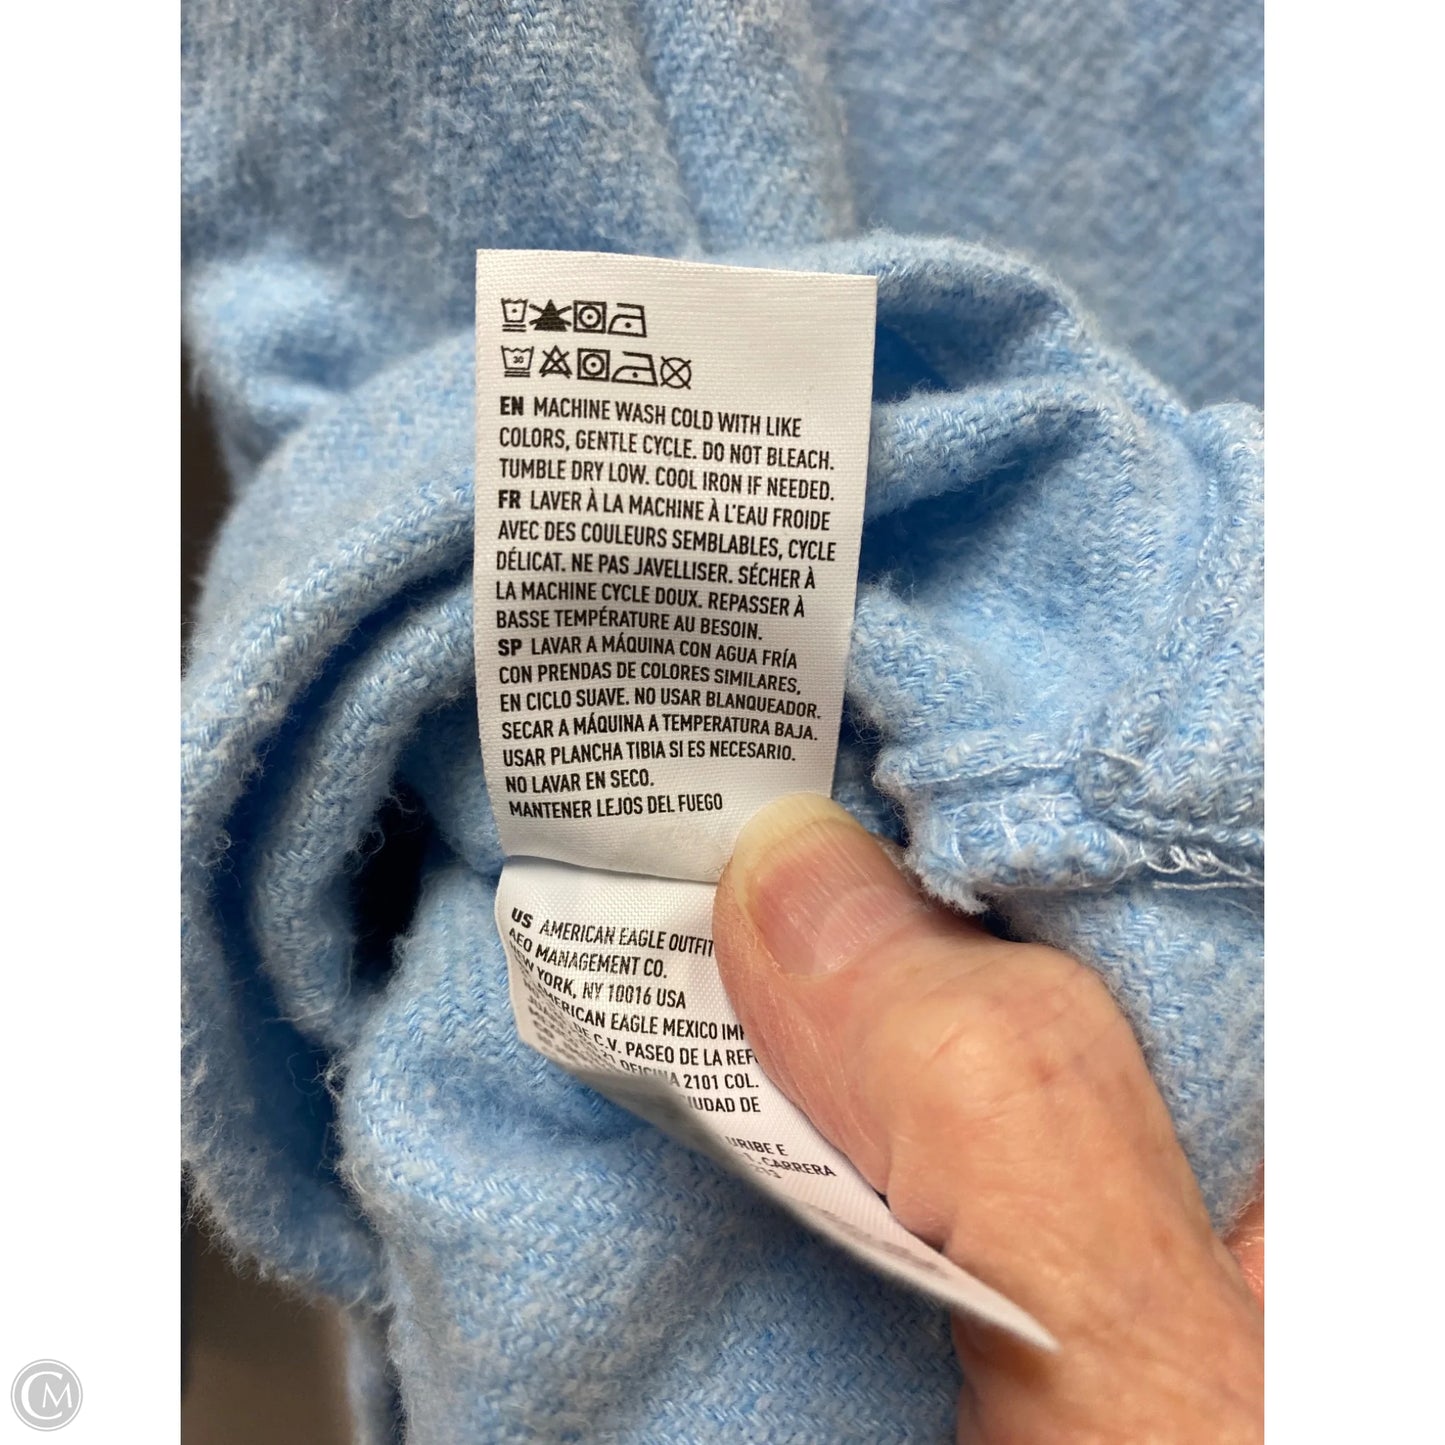 30
EN MACHINE WASH COLD WITH LIKE
COLORS, GENTLE CYCLE. DO NOT BLEACH.
TUMBLE DRY LOW. COOL IRON IF NEEDED.
FR LAVER À LA MACHINE À L'EAU FROIDE
AVEC DES COULEURS SEMBLABLES, CYCLE
DÉLICAT. NE PAS JAVELLISER. SÉCHER À
LA MACHINE CYCLE DOUX. REPASSER À
BASSE TEMPÉRATURE AU BESOIN.
SP LAVAR A MÁQUINA CON AGUA FRÍA
CON PRENDAS DE COLORES SIMILARES,
EN CICLO SUAVE. NO USAR BLANQUEADOR.
SECAR A MÁQUINA A TEMPERATURA BAJA.
USAR PLANCHA TIBIA SI ES NECESARIO.
NO LAVAR EN SECO.
MANTENER LEJOS DEL FUEGO
US AMERICAN EAGLE OUTFIT
AEO MANAGEMENT CO.
NEW YORK, NY 10016 USA
AMERICAN EAGLE MEXICO
DE C.V. PASEO DE LA
OFICINA 2101 COL.
DE
URIBE E
CARRERA
CM